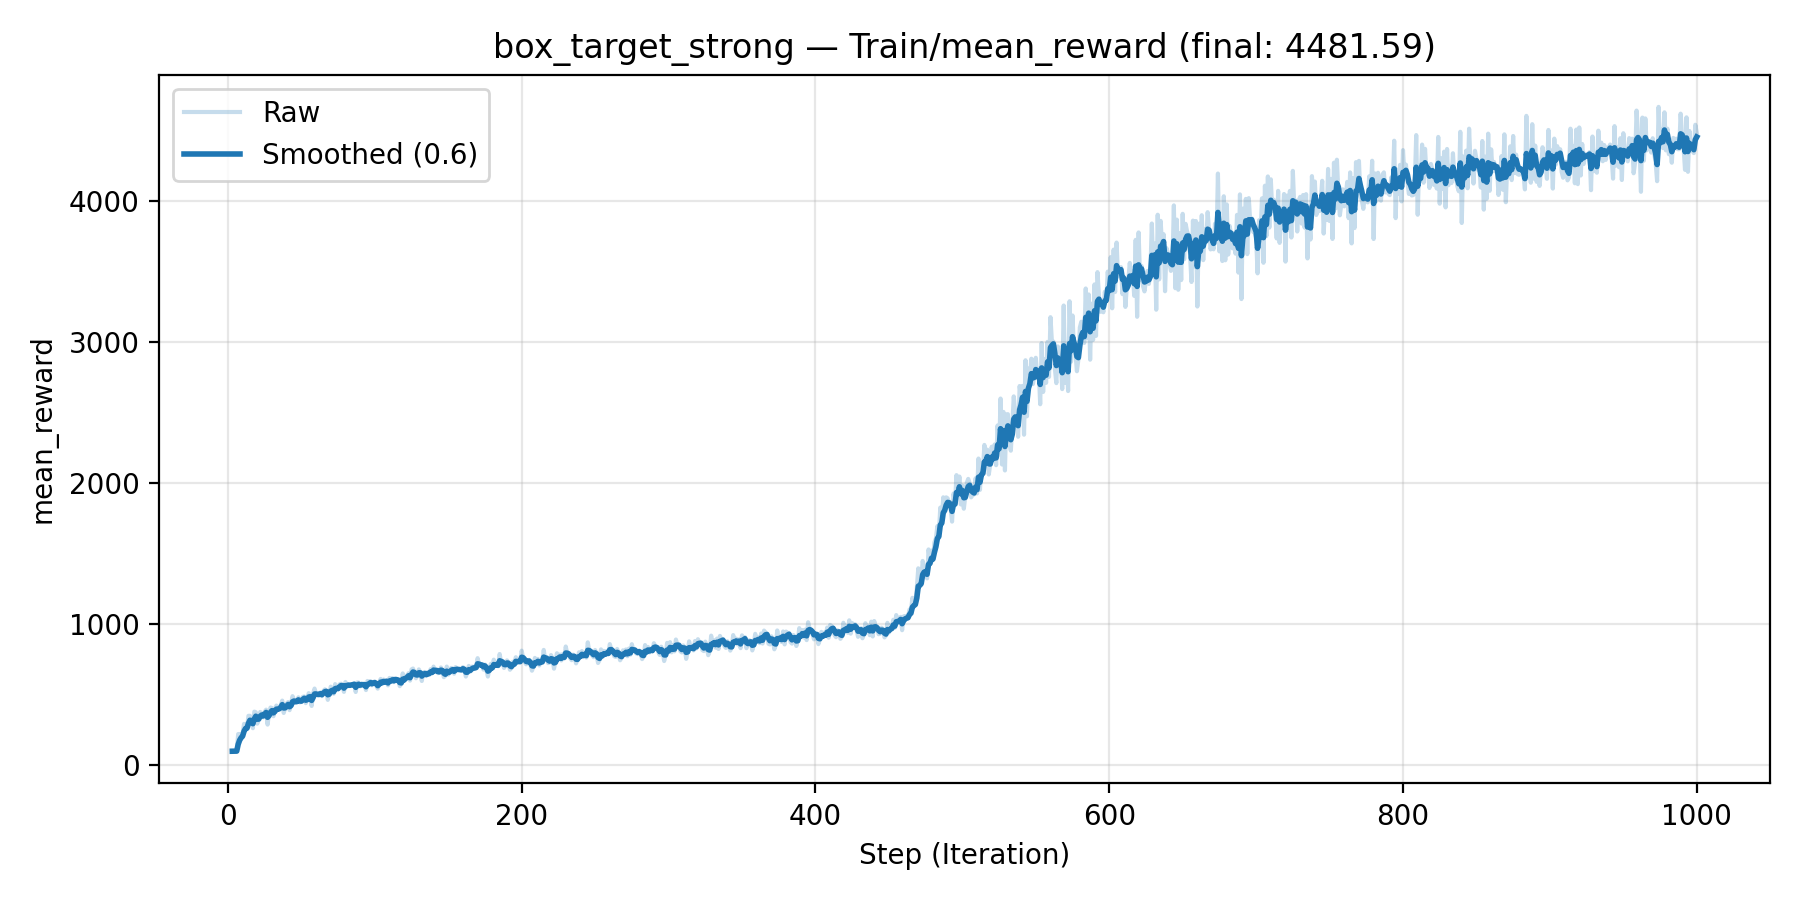 box_target_strong — Train/mean_reward (final: 4481.59)
Raw
Smoothed (0.6)
mean_reward
4000
3000
2000
1000
0
0 200 400 600 800 1000
Step (Iteration)